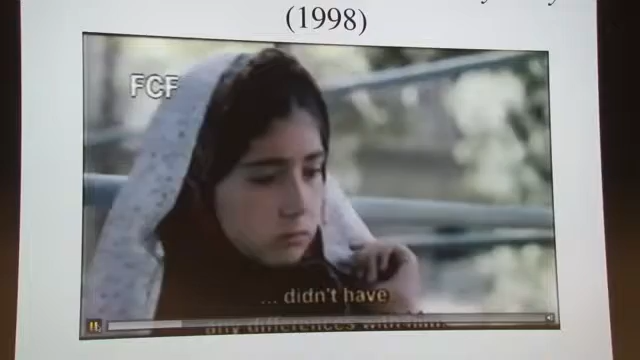 (1998)
FCF
... didn't have
any differences with him.